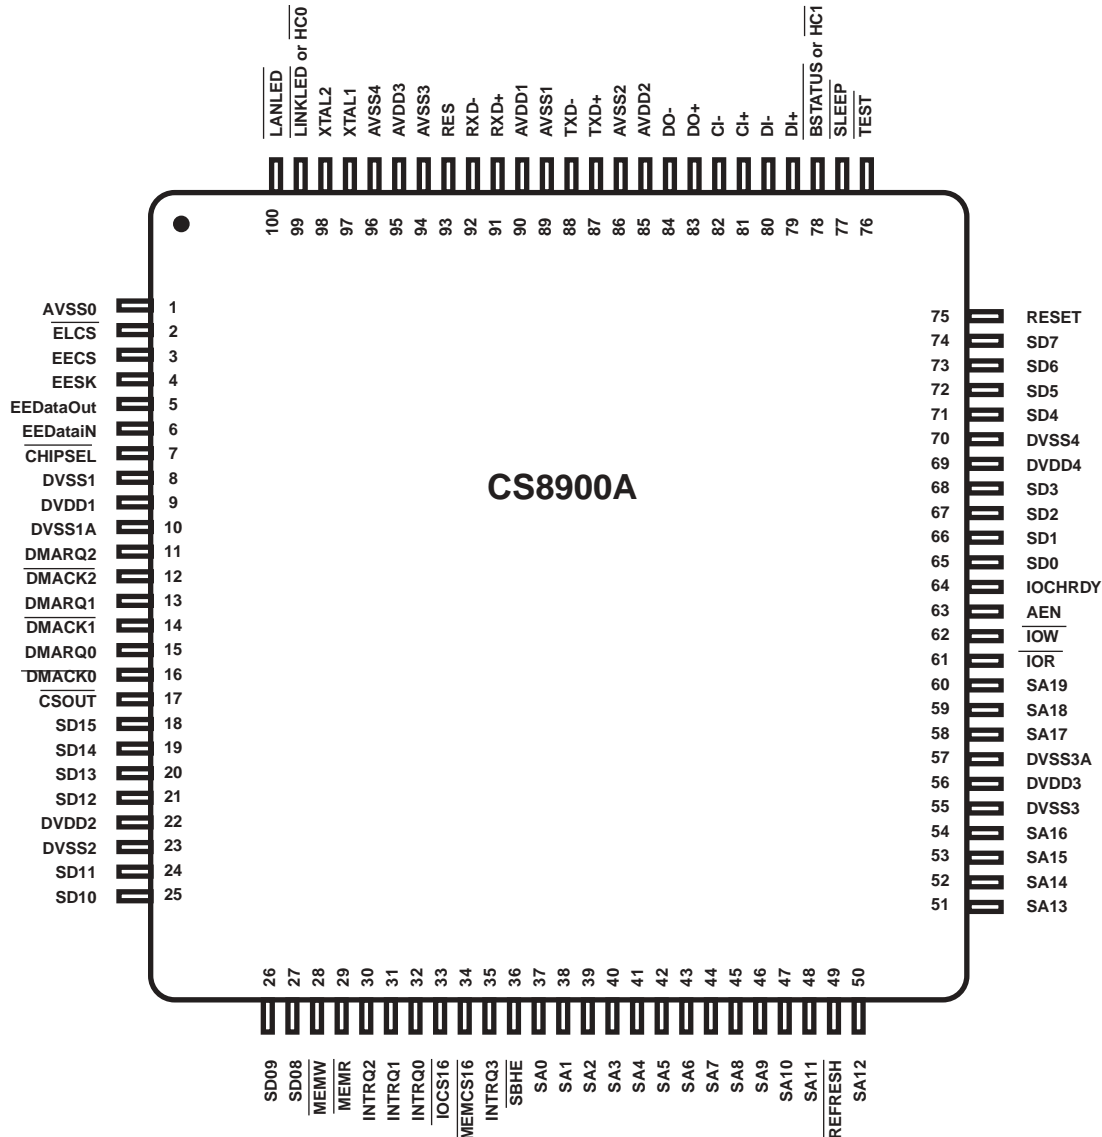 LANLED
LINKLED or HC0
XTAL2
XTAL1
AVSS4
AVDD3
AVSS3
RES
RXD-
RXD+
AVDD1
AVSS1
TXD-
TXD+
AVSS2
AVDD2
DO-
DO+
CI-
CI+
DI-
DI+
BSTATUS or HC1
SLEEP
TEST
100
99
98
97
96
95
94
93
92
91
90
89
88
87
86
85
84
83
82
81
80
79
78
77
76
AVSS0 1
ELCS 2
EECS 3
EESK 4
EEDataOut 5
EEDataiN 6
CHIPSEL 7
DVSS1 8
DVDD1 9
DVSS1A 10
DMARQ2 11
DMACK2 12
DMARQ1 13
DMACK1 14
DMARQ0 15
DMACK0 16
CSOUT 17
SD15 18
SD14 19
SD13 20
SD12 21
DVDD2 22
DVSS2 23
SD11 24
SD10 25
CS8900A
75 RESET
74 SD7
73 SD6
72 SD5
71 SD4
70 DVSS4
69 DVDD4
68 SD3
67 SD2
66 SD1
65 SD0
64 IOCHRDY
63 AEN
62 IOW
61 IOR
60 SA19
59 SA18
58 SA17
57 DVSS3A
56 DVDD3
55 DVSS3
54 SA16
53 SA15
52 SA14
51 SA13
26
27
28
29
30
31
32
33
34
35
36
37
38
39
40
41
42
43
44
45
46
47
48
49
50
SD09
SD08
MEMW
MEMR
INTRQ2
INTRQ1
INTRQ0
IOCS16
MEMCS16
INTRQ3
SBHE
SA0
SA1
SA2
SA3
SA4
SA5
SA6
SA7
SA8
SA9
SA10
SA11
REFRESH
SA12